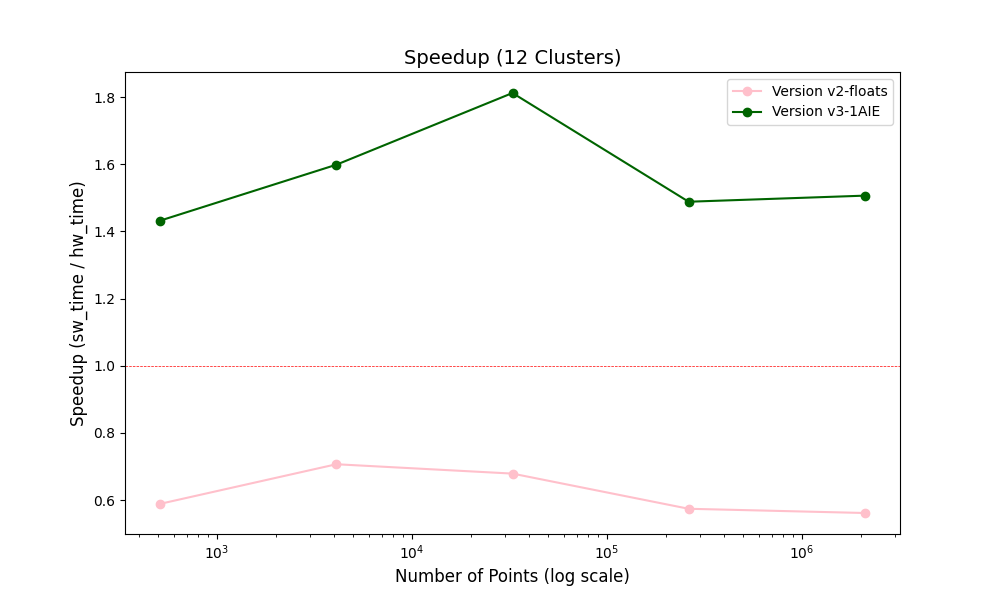 Speedup (12 Clusters)
Version v2-floats
Version v3-1AIE
Speedup (sw_time / hw_time)
1.8
1.6
1.4
1.2
1.0
0.8
0.6
10³
10⁴
10⁵
10⁶
Number of Points (log scale)